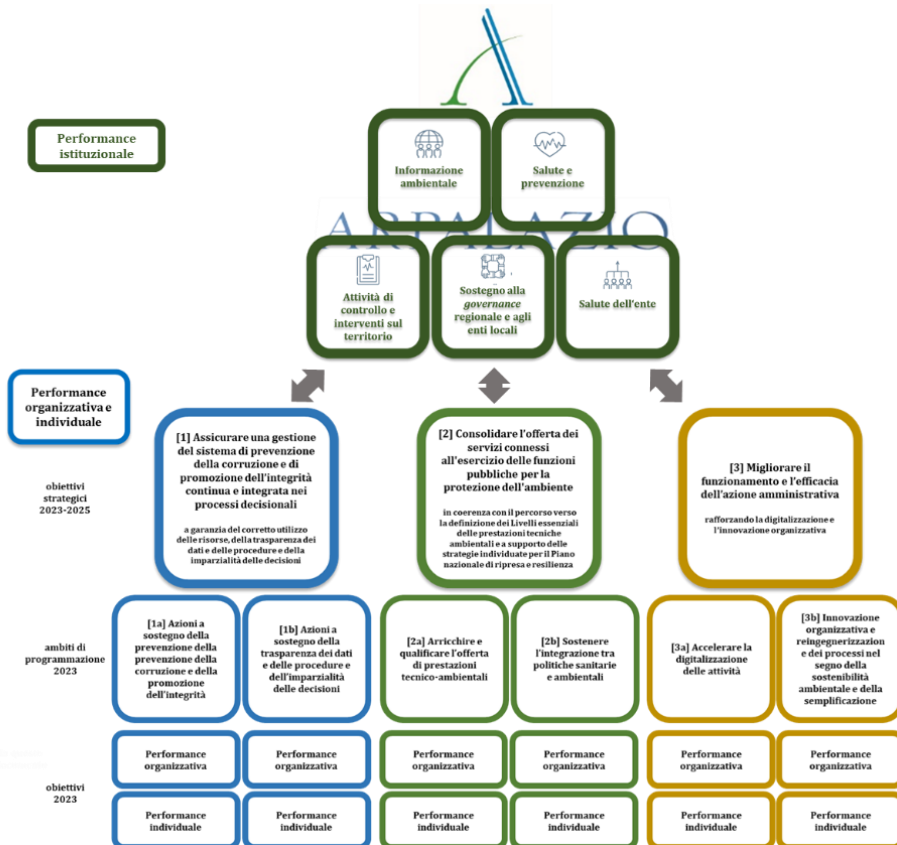 Performance
istituzionale
Informazione
ambientale
Salute e
prevenzione
ARPALAZIO
Attività di
controllo e
interventi sul
territorio
Sostegno alla
governance
regionale e agli
enti locali
Salute dell'ente
Performance
organizzativa e
individuale
obiettivi
strategici
2023-2025
[1] Assicurare una gestione
del sistema di prevenzione
della corruzione e di
promozione dell'integrità
continua e integrata nei
processi decisionali
a garanzia del corretto utilizzo
delle risorse, della trasparenza dei
dati e delle procedure e della
imparzialità delle decisioni
[2] Consolidare l'offerta dei
servizi connessi
all'esercizio delle funzioni
pubbliche per la
protezione dell'ambiente
in coerenza con il percorso verso
la definizione dei Livelli essenziali
delle prestazioni tecniche
ambientali e a supporto delle
strategie individuate per il Piano
nazionale di ripresa e resilienza
[3] Migliorare il
funzionamento e l'efficacia
dell'azione amministrativa
rafforzando la digitalizzazione e
l'innovazione organizzativa
ambiti di
programmazione
2023
[1a] Azioni a
sostegno della
prevenzione della
prevenzione della
corruzione e della
promozione
dell'integrità
[1b] Azioni a
sostegno della
trasparenza dei dati
e delle procedure e
dell'imparzialità
delle decisioni
[2a] Arricchire e
qualificare l'offerta
di prestazioni
tecnico-ambientali
[2b] Sostenere
l'integrazione tra
politiche sanitarie
e ambientali
[3a] Accelerare la
digitalizzazione
delle attività
[3b] Innovazione
organizzativa e
reingegnerizzazion
e dei processi nel
segno della
sostenibilità
ambientale e della
semplificazione
obiettivi
2023
Performance
organizzativa
Performance
organizzativa
Performance
organizzativa
Performance
organizzativa
Performance
organizzativa
Performance
organizzativa
Performance
individuale
Performance
individuale
Performance
individuale
Performance
individuale
Performance
individuale
Performance
individuale